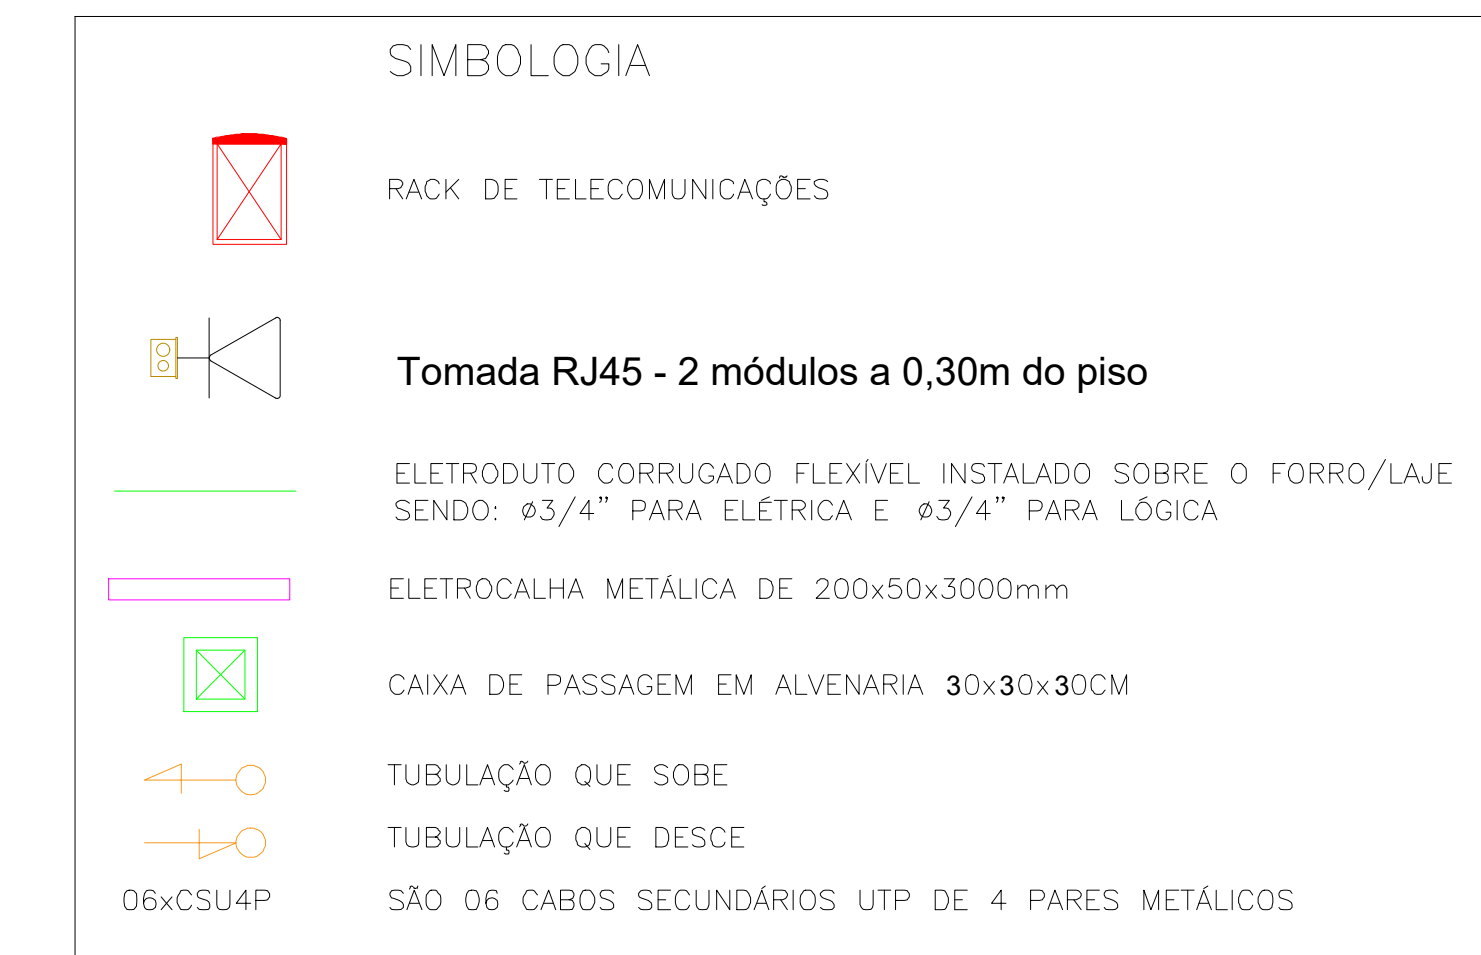 SIMBOLOGIA
RACK DE TELECOMUNICAÇÕES
Tomada RJ45 - 2 módulos a 0,30m do piso
ELETRODUTO CORRUGADO FLEXÍVEL INSTALADO SOBRE O FORRO/LAJE
SENDO: ø3/4” PARA ELÉTRICA E ø3/4” PARA LÓGICA
ELETROCALHA METÁLICA DE 200x50x3000mm
CAIXA DE PASSAGEM EM ALVENARIA 30x30x30CM
TUBULAÇÃO QUE SOBE
TUBULAÇÃO QUE DESCE
06xCSU4P SÃO 06 CABOS SECUNDÁRIOS UTP DE 4 PARES METÁLICOS